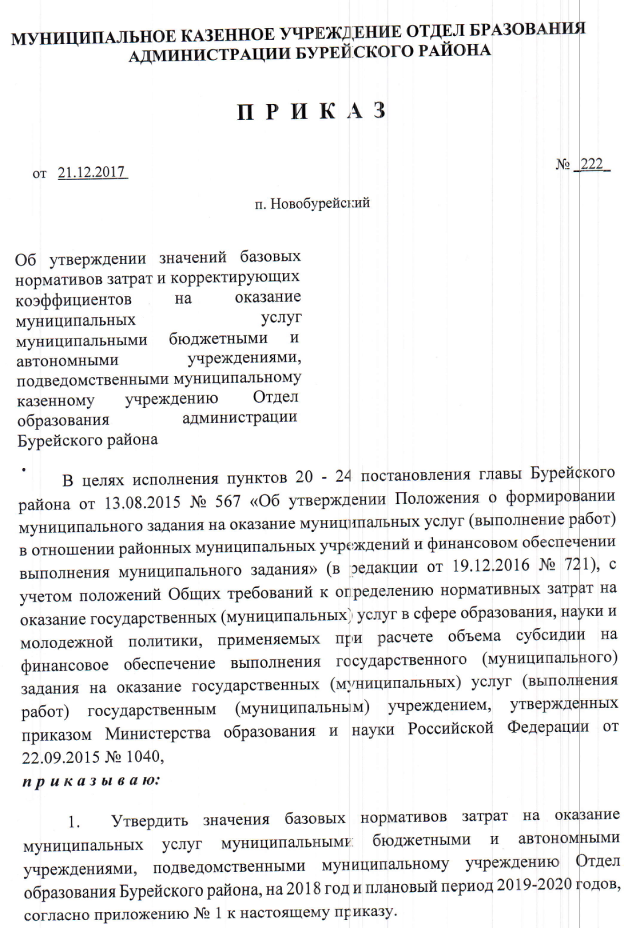 МУНИЦИПАЛЬНОЕ КАЗЕННОЕ УЧРЕЖДЕНИЕ ОТДЕЛ БРАЗОВАНИЯ
АДМИНИСТРАЦИИ БУРЕЙСКОГО РАЙОНА
П Р И К А З
от 21.12.2017
№ _222_
п. Новобурейский
Об утверждении значений базовых
нормативов затрат и корректирующих
коэффициентов на оказание
муниципальных услуг
муниципальными бюджетными и
автономными учреждениями,
подведомственными муниципальному
казенному учреждению Отдел
образования администрации
Бурейского района
В целях исполнения пунктов 20 - 24 постановления главы Бурейского
района от 13.08.2015 № 567 «Об утверждении Положения о формировании
муниципального задания на оказание муниципальных услуг (выполнение работ)
в отношении районных муниципальных учреждений и финансовом обеспечении
выполнения муниципального задания» (в редакции от 19.12.2016 № 721), с
учетом положений Общих требований к определению нормативных затрат на
оказание государственных (муниципальных) услуг в сфере образования, науки и
молодежной политики, применяемых при расчете объема субсидии на
финансовое обеспечение выполнения государственного (муниципального)
задания на оказание государственных (муниципальных) услуг (выполнения
работ) государственным (муниципальным) учреждением, утвержденных
приказом Министерства образования и науки Российской Федерации от
22.09.2015 № 1040,
п р и к а з ы в а ю:
1. Утвердить значения базовых нормативов затрат на оказание
муниципальных услуг муниципальными бюджетными и автономными
учреждениями, подведомственными муниципальному учреждению Отдел
образования Бурейского района, на 2018 год и плановый период 2019-2020 годов,
согласно приложению № 1 к настоящему приказу.